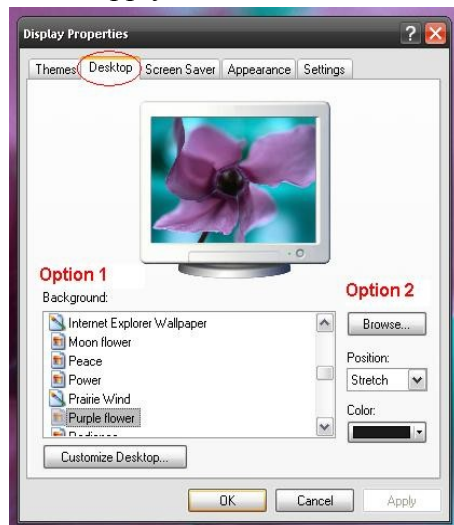 Display Properties
Themes Desktop Screen Saver Appearance Settings
Option 1
Background:
Internet Explorer Wallpaper
Moon flower
Peace
Power
Prairie Wind
Purple flower
Option 2
Browse...
Position:
Stretch
Color:
Customize Desktop...
OK Cancel Apply